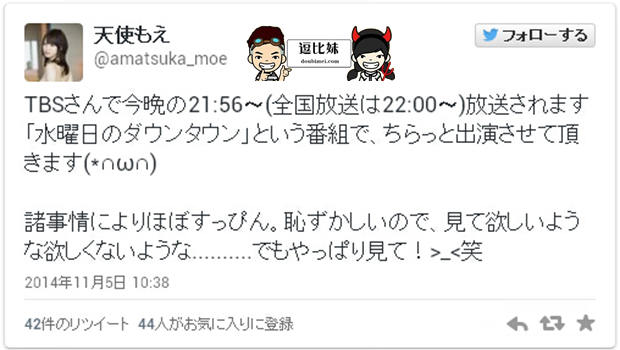 天使もえ
@amatsuka_moe
逗比妹
doubimei.com
フォローする
TBSさんで今晩の21:56～(全国放送は22:00～)放送されます
「水曜日のダウンタウン」という番組で、ちらっと出演させて頂
きます(*∩ω∩)
諸事情によりほぼすっぴん。恥ずかしいので、見て欲しいよう
な欲しくないような..........でもやっぱり見て！>_<笑
2014年11月5日 10:38
42件のリツイート 44人がお気に入りに登録